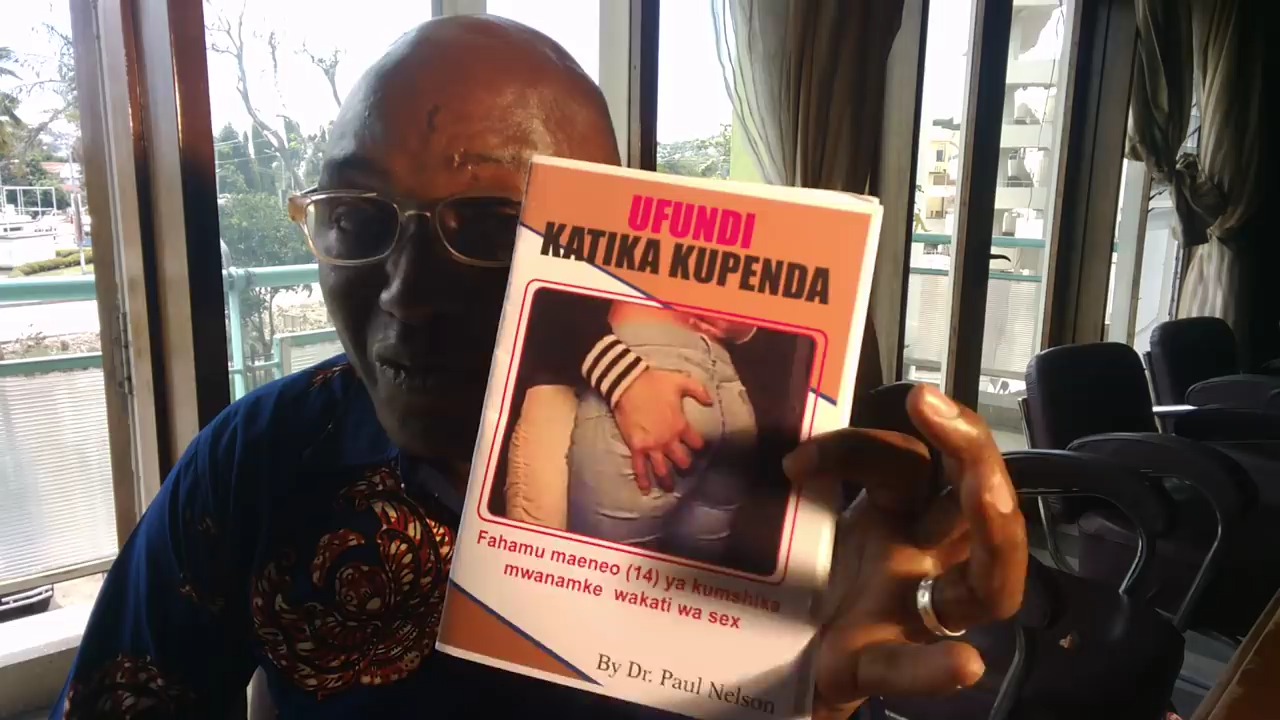 UFUNDI
KATIKA KUPENDA
Fahamu maeneo (14) ya kumshika
mwanamke wakati wa sex
By Dr. Paul Nelson